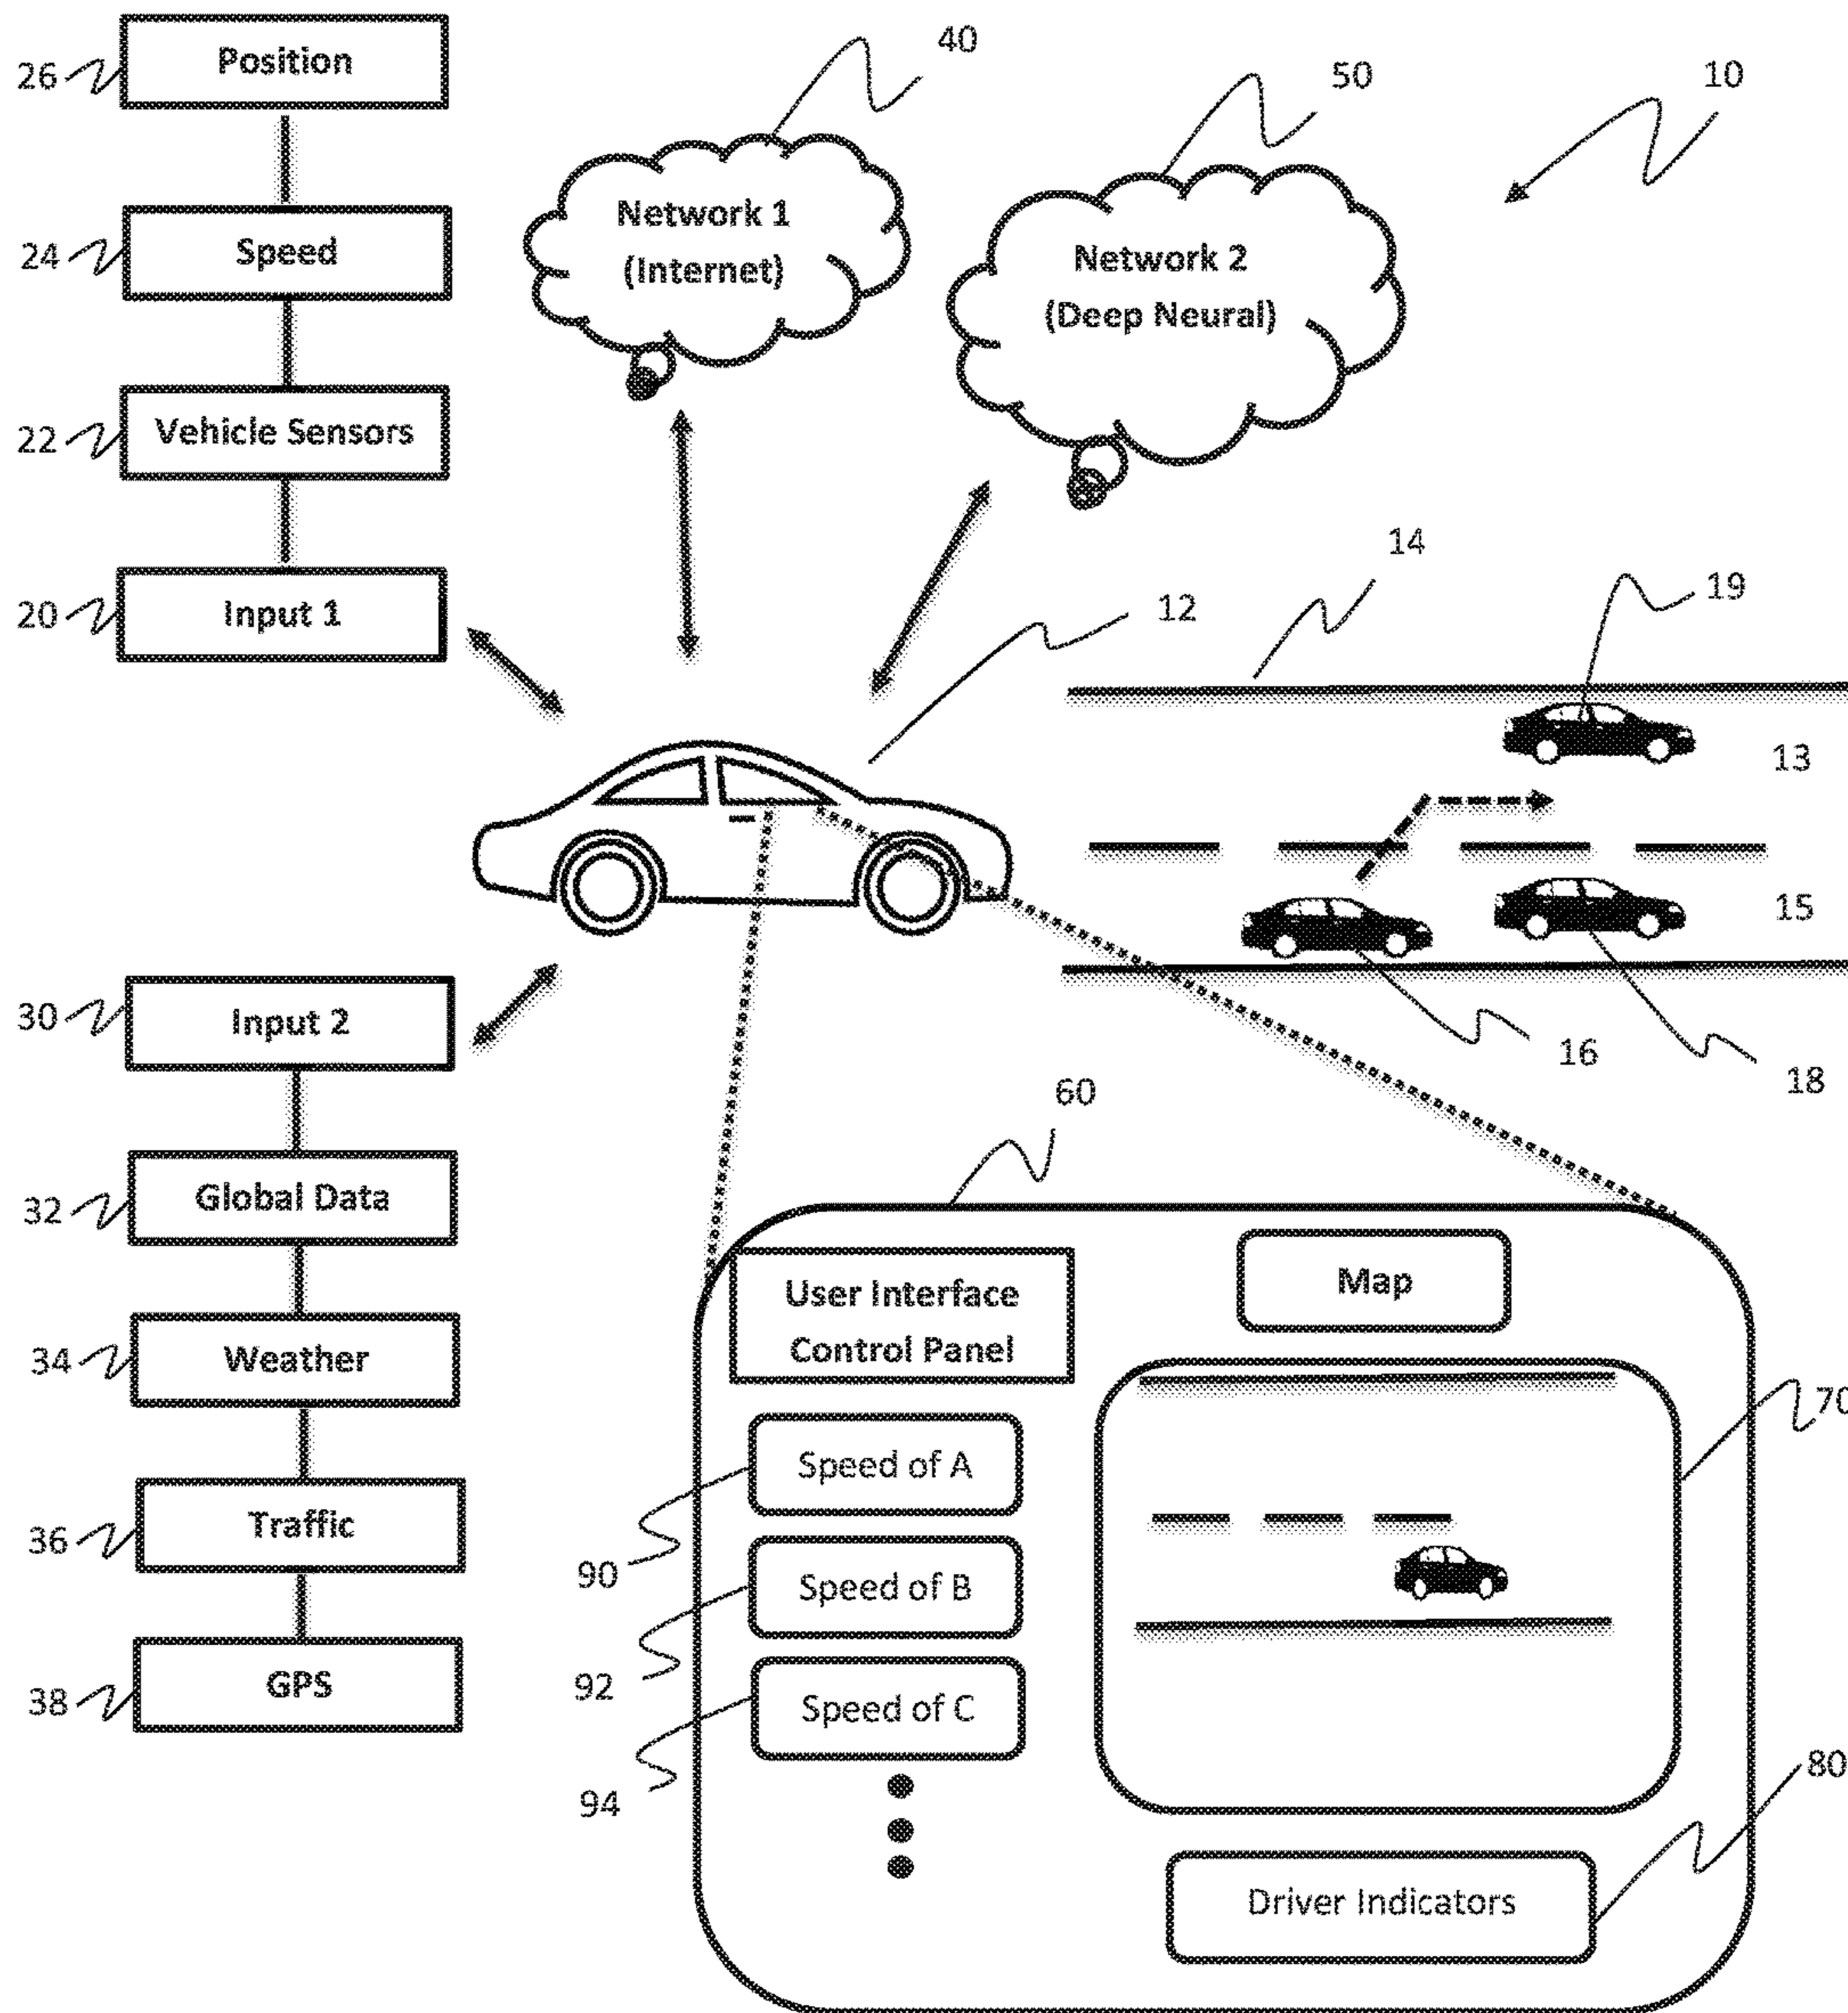 26
Position
24
Speed
22
Vehicle Sensors
20
Input 1
40
Network 1
(Internet)
50
Network 2
(Deep Neural)
10
12
14
19
13
15
16
18
30
Input 2
32
Global Data
34
Weather
36
Traffic
38
GPS
60
User Interface
Control Panel
Map
70
Speed of A
90
Speed of B
92
Speed of C
94
80
Driver Indicators